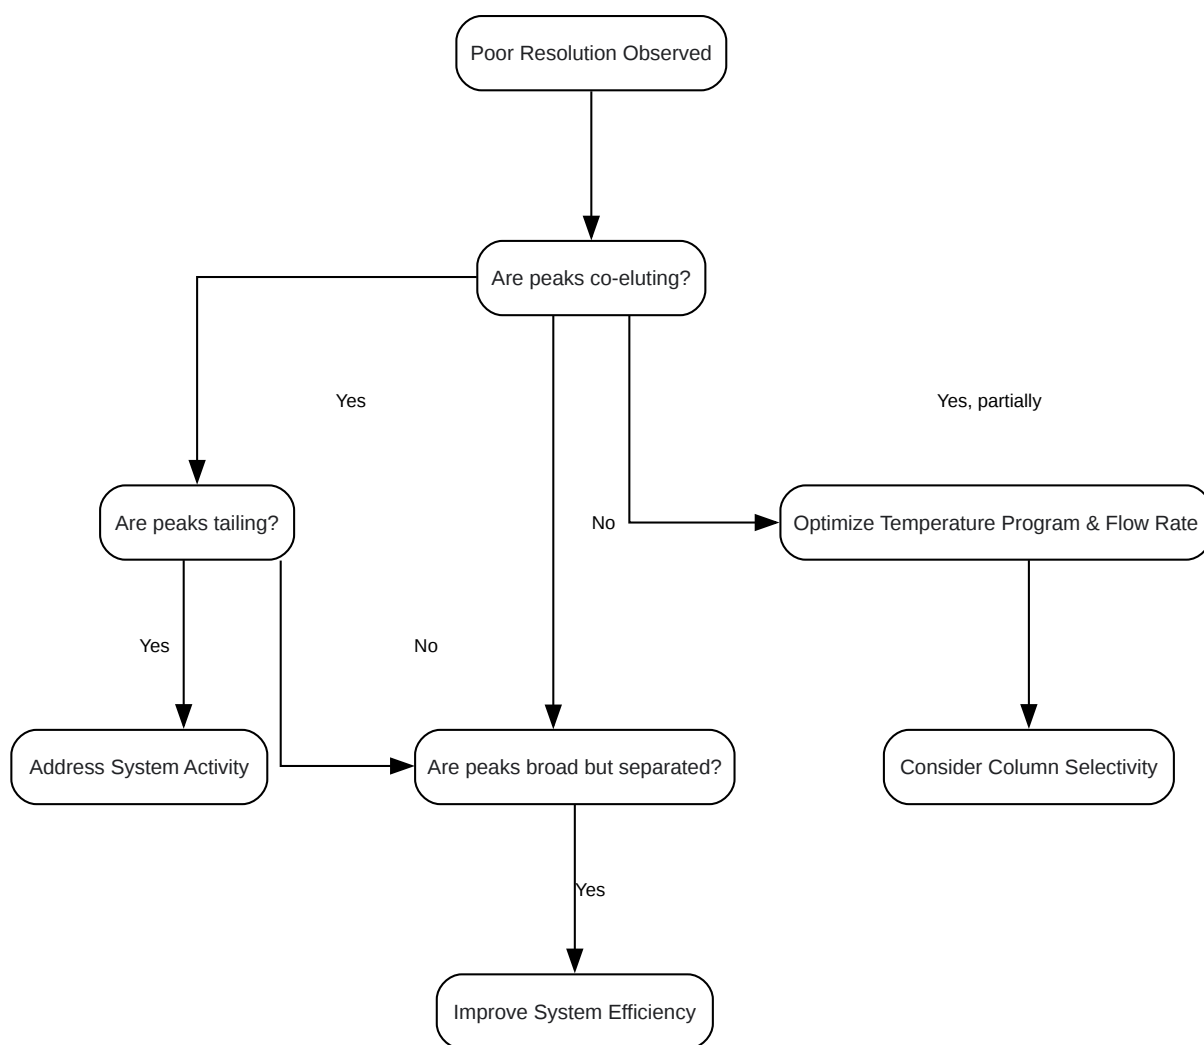 Poor Resolution Observed
Are peaks co-eluting?
Yes
Yes, partially
Are peaks tailing?
No
Optimize Temperature Program & Flow Rate
Yes
No
Address System Activity
Are peaks broad but separated?
Consider Column Selectivity
Yes
Improve System Efficiency